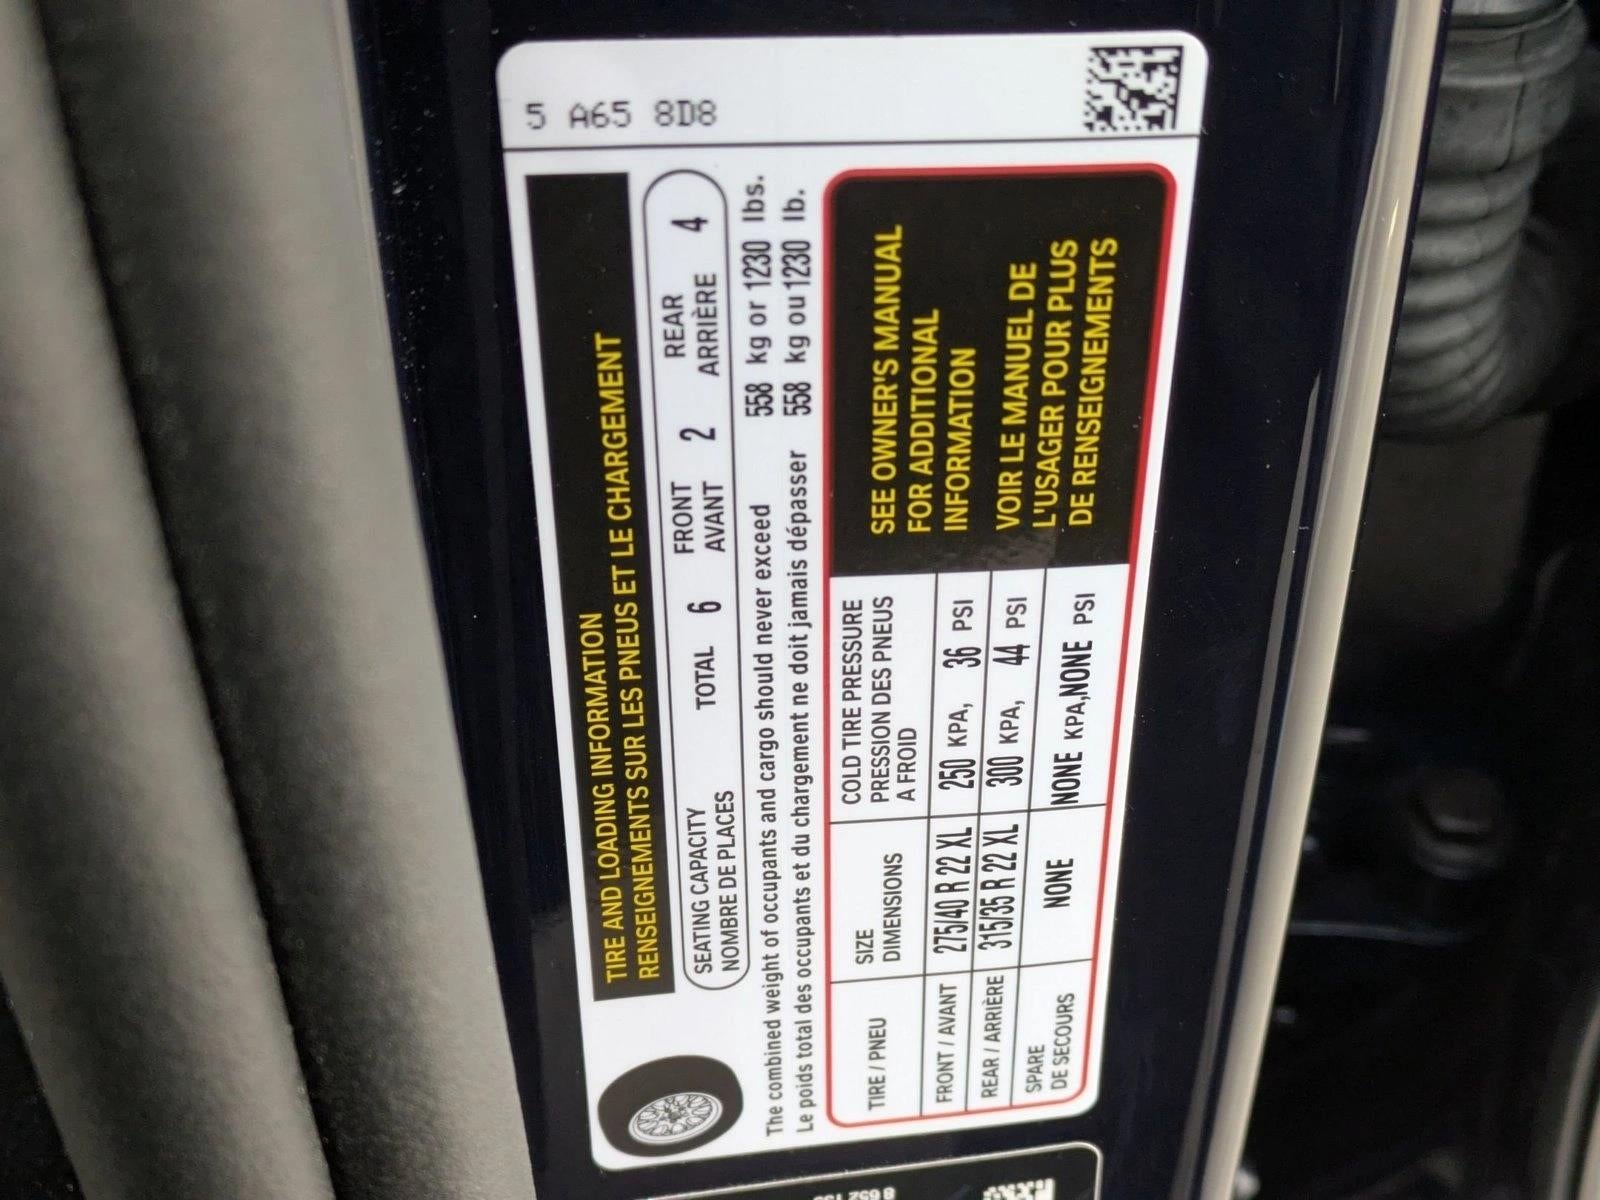 5 A65 8D8
TIRE AND LOADING INFORMATION
RENSEIGNEMENTS SUR LES PNEUS ET LE CHARGEMENT
SEATING CAPACITY
NOMBRE DE PLACES
TOTAL 6
FRONT
AVANT 2
REAR
ARRIÈRE 4
The combined weight of occupants and cargo should never exceed 558 kg or 1230 lbs.
Le poids total des occupants et du chargement ne doit jamais dépasser 558 kg ou 1230 lb.
TIRE / PNEU
SIZE
DIMENSIONS
COLD TIRE PRESSURE
PRESSION DES PNEUS
A FROID
FRONT / AVANT 275/40 R 22 XL 250 KPA, 36 PSI
REAR / ARRIÈRE 315/35 R 22 XL 300 KPA, 44 PSI
SPARE
DE SECOURS
NONE NONE KPA,NONE PSI
SEE OWNER'S MANUAL
FOR ADDITIONAL
INFORMATION
VOIR LE MANUEL DE
L'USAGER POUR PLUS
DE RENSEIGNEMENTS